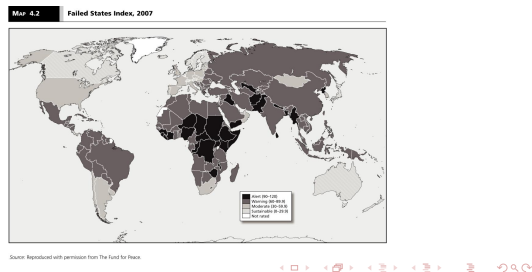 MAP 4.2 Failed States Index, 2007
Alert (90–120)
Warning (60–89.9)
Moderate (30–59.9)
Sustainable (0–29.9)
Not rated
Source: Reproduced with permission from The Fund for Peace.